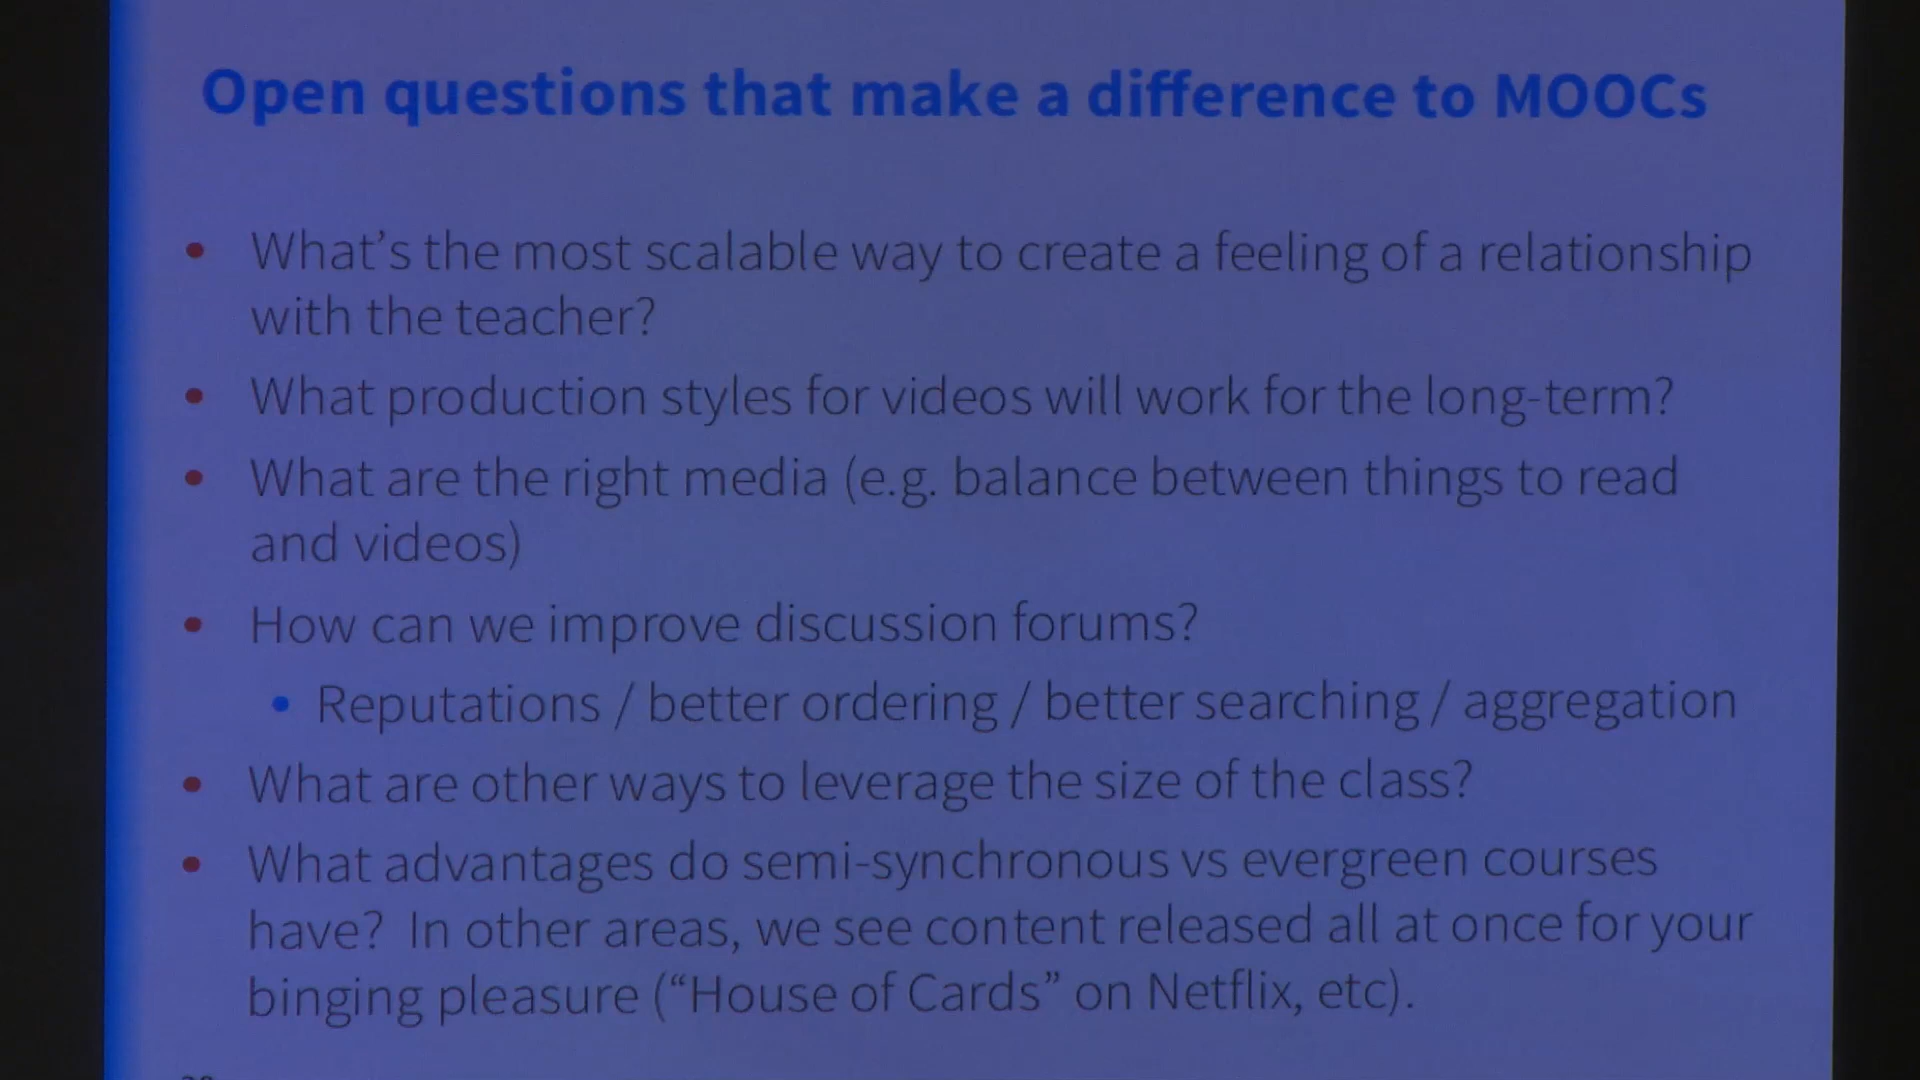 Open questions that make a difference to MOOCs
• What’s the most scalable way to create a feeling of a relationship
with the teacher?
• What production styles for videos will work for the long-term?
• What are the right media (e.g. balance between things to read
and videos)
• How can we improve discussion forums?
• Reputations / better ordering / better searching / aggregation
• What are other ways to leverage the size of the class?
• What advantages do semi-synchronous vs evergreen courses
have? In other areas, we see content released all at once for your
binging pleasure (“House of Cards” on Netflix, etc).